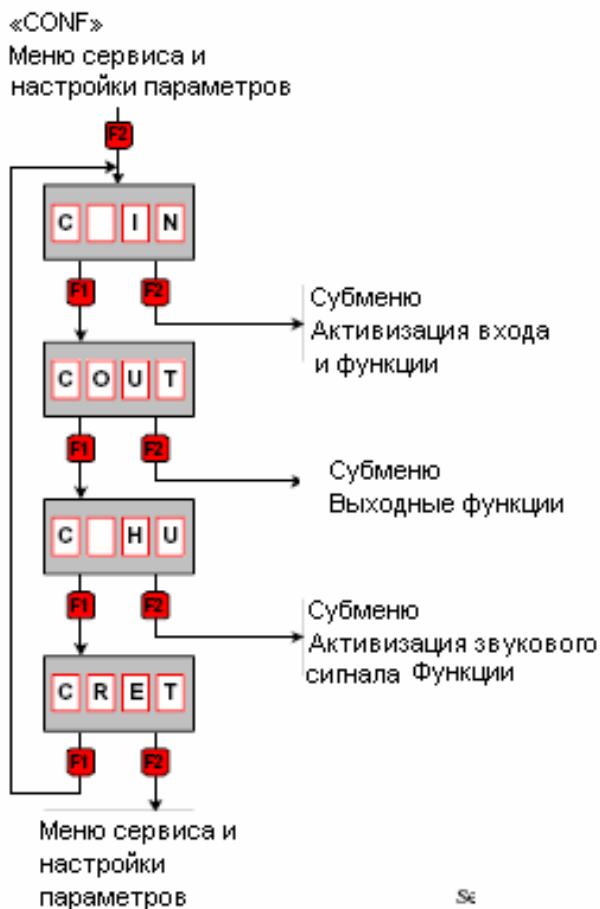 «CONF»
Меню сервиса и
настройки параметров
F2
C IN
F1 F2
Субменю
Активизация входа
и функции
COUT
F1 F2
Субменю
Выходные функции
C HU
F1 F2
Субменю
Активизация звукового
сигнала Функции
CRET
F1 F2
Меню сервиса и
настройки
параметров